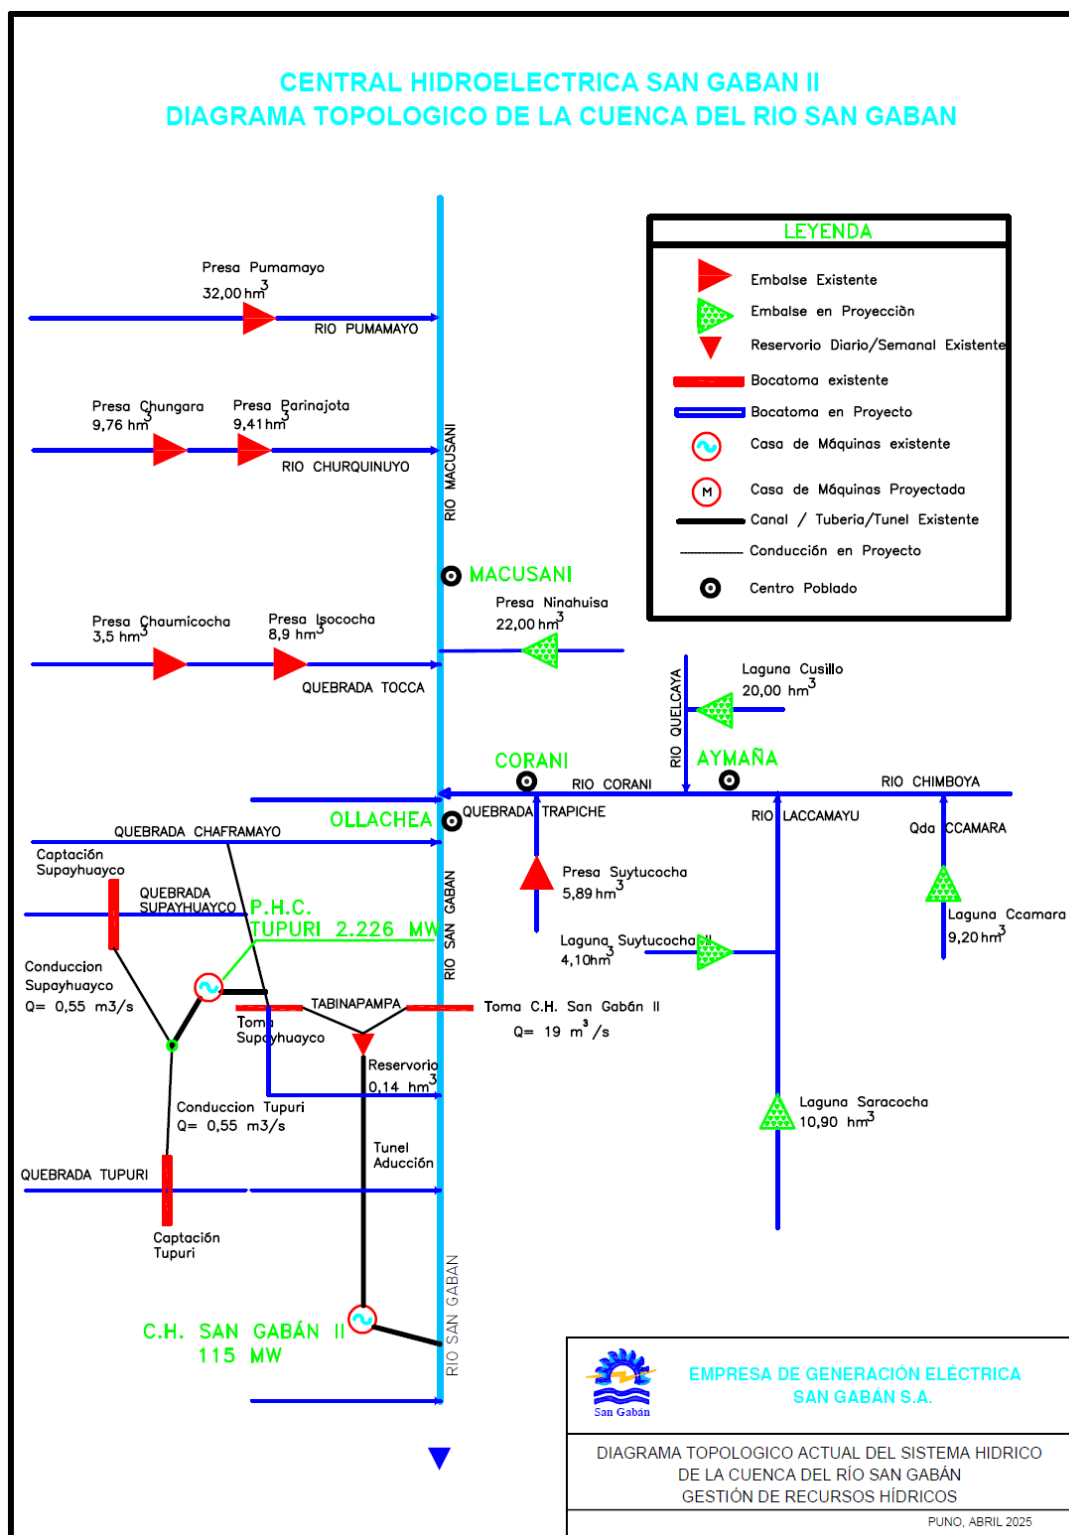 CENTRAL HIDROELECTRICA SAN GABAN II
DIAGRAMA TOPOLOGICO DE LA CUENCA DEL RIO SAN GABAN
LEYENDA
Embalse Existente
Embalse en Proyecciòn
Reservorio Diario/Semanal Existente
Bocatoma existente
Bocatoma en Proyecto
Casa de Máquinas existente
M
Casa de Máquinas Proyectada
Canal / Tuberia/Tunel Existente
Conducción en Proyecto
Centro Poblado
Presa Pumamayo
32,00 hm3
RIO PUMAMAYO
Presa Chungara
9,76 hm3
Presa Parinajota
9,41 hm3
RIO CHURQUINUYO
RIO MACUSANI
MACUSANI
Presa Chaumicocha
3,5 hm3
Presa Isococha
8,9 hm3
QUEBRADA TOCCA
Presa Ninahuisa
22,00 hm3
RIO QUELCAYA
Laguna Cusillo
20,00 hm3
CORANI
AYMAÑA
RIO CORANI
RIO CHIMBOYA
OLLACHEA
QUEBRADA TRAPICHE
RIO LACCAMAYU
Qda CCAMARA
QUEBRADA CHAFRAMAYO
Captación
Supayhuayco
QUEBRADA
SUPAYHUAYCO
P.H.C.
TUPURI 2.226 MW
RIO SAN GABAN
Presa Suytucocha
5,89 hm3
Laguna Ccamara
9,20 hm3
Laguna Suytucocha II
4,10hm3
Conduccion
Supayhuayco
Q= 0,55 m3/s
TABINAPAMPA
Toma
Supayhuayco
Toma C.H. San Gabán II
Q= 19 m3/s
Reservorio
0,14 hm3
Conduccion Tupuri
Q= 0,55 m3/s
Laguna Saracocha
10,90 hm3
Tunel
Aducción
QUEBRADA TUPURI
Captación
Tupuri
RIO SAN GABAN
C.H. SAN GABÁN II
115 MW
San Gabán
EMPRESA DE GENERACIÓN ELÉCTRICA
SAN GABÁN S.A.
DIAGRAMA TOPOLOGICO ACTUAL DEL SISTEMA HIDRICO
DE LA CUENCA DEL RÍO SAN GABÁN
GESTIÓN DE RECURSOS HÍDRICOS
PUNO, ABRIL 2025